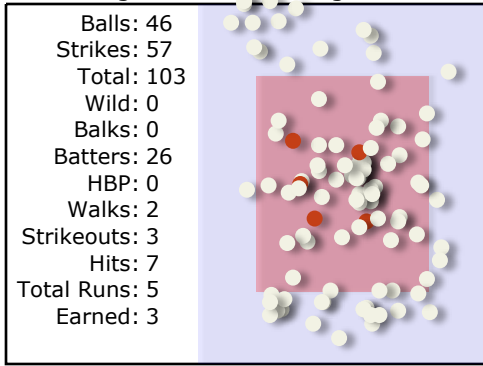 Balls: 46
Strikes: 57
Total: 103
Wild: 0
Balks: 0
Batters: 26
HBP: 0
Walks: 2
Strikeouts: 3
Hits: 7
Total Runs: 5
Earned: 3